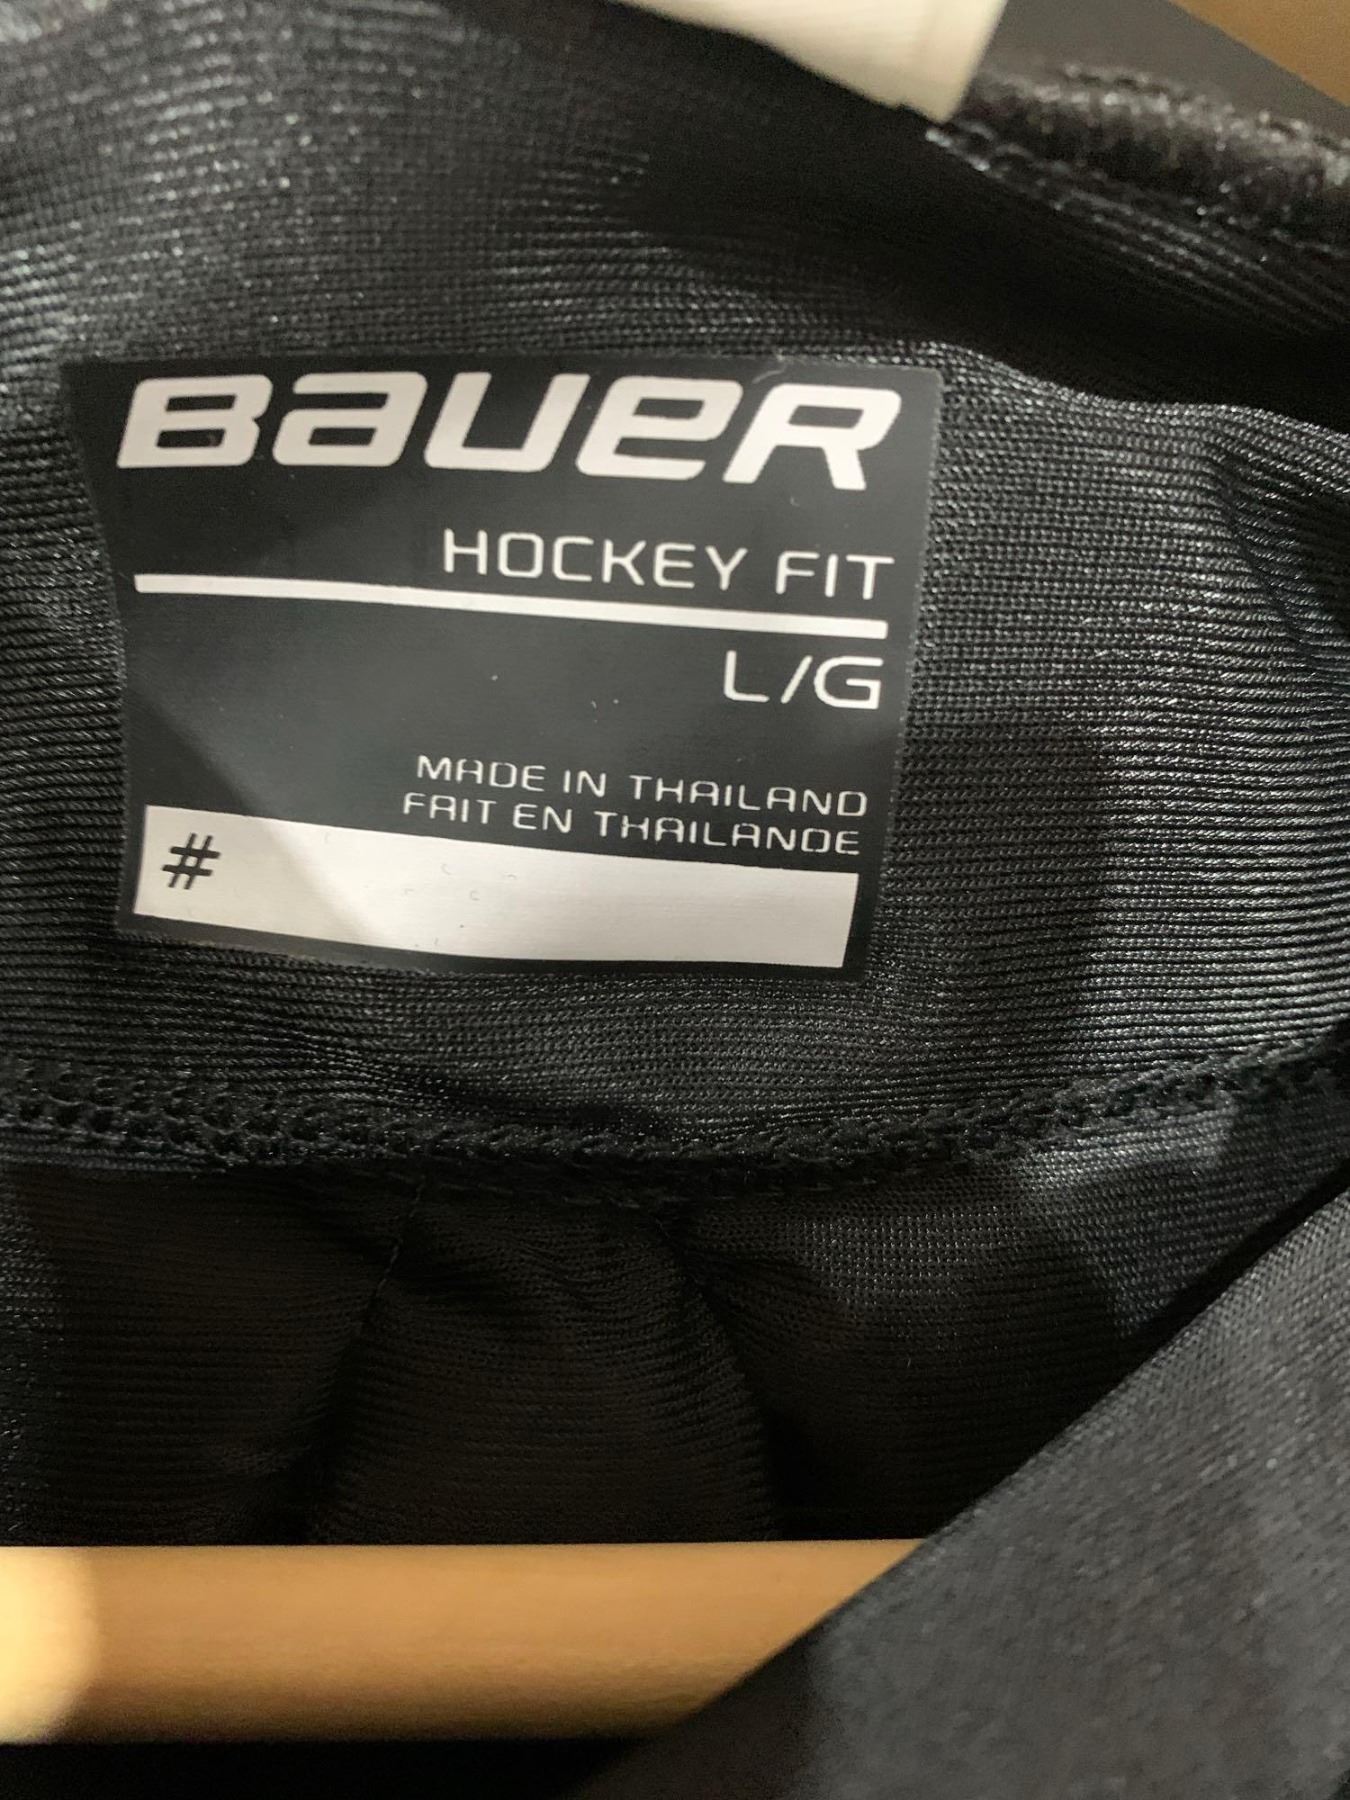 BAUER
HOCKEY FIT
L/G
MADE IN THAILAND
FAIT EN THAILANDE
#